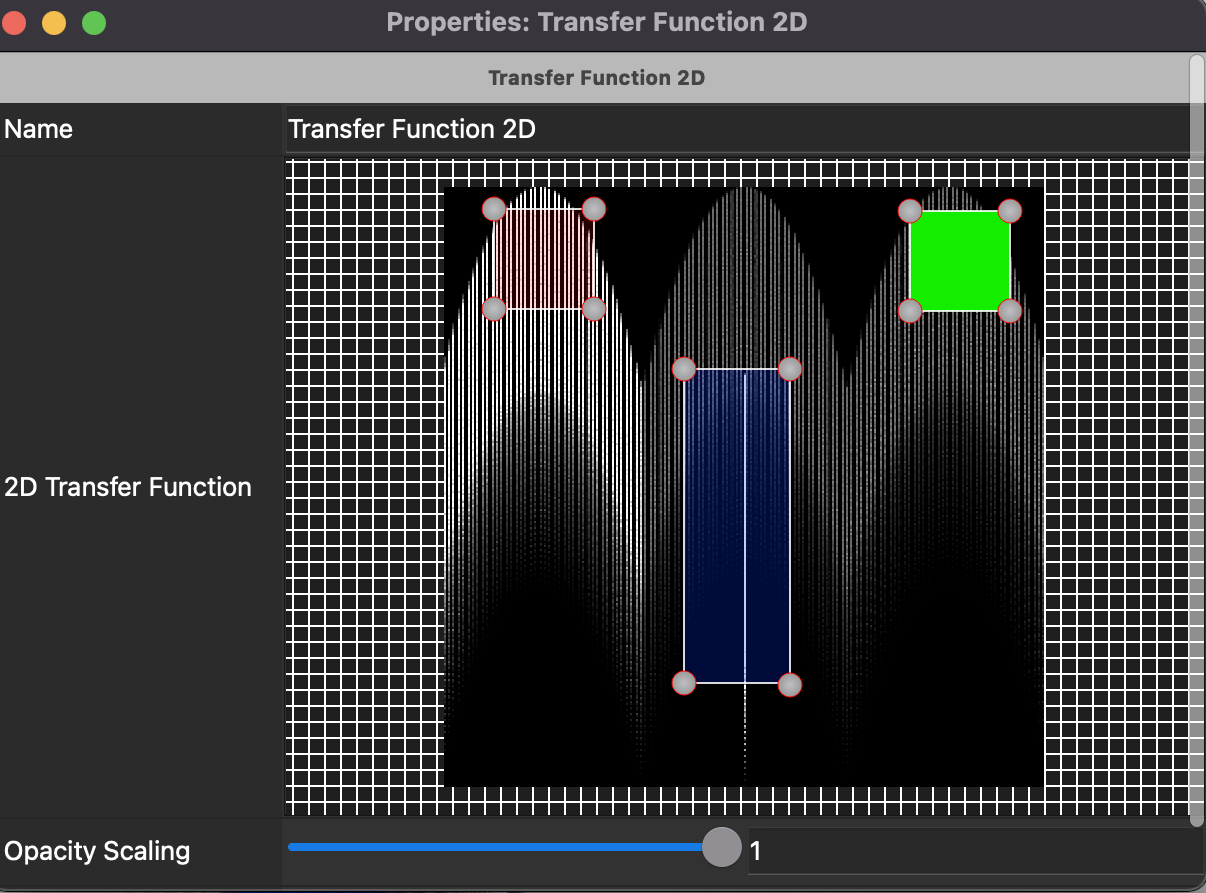 Properties: Transfer Function 2D
Transfer Function 2D
Name
Transfer Function 2D
2D Transfer Function
Opacity Scaling
1